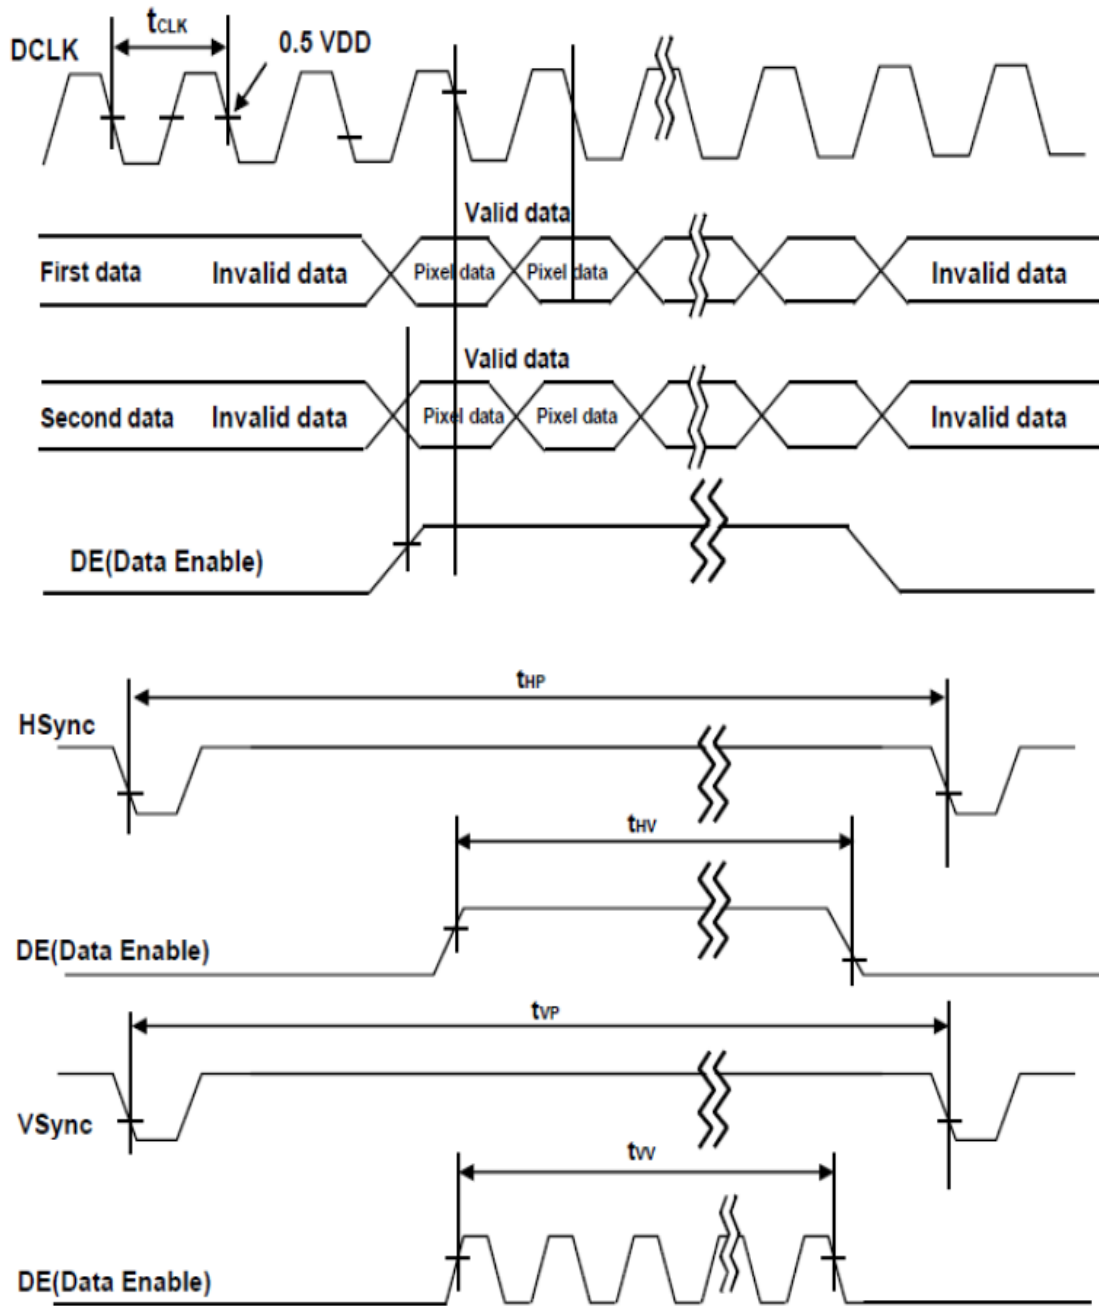 tCLK
DCLK
0.5 VDD
Valid data
First data Invalid data Pixel data Pixel data Invalid data
Valid data
Second data Invalid data Pixel data Pixel data Invalid data
DE(Data Enable)
tHP
HSync
tHV
DE(Data Enable)
tVP
VSync
tVV
DE(Data Enable)